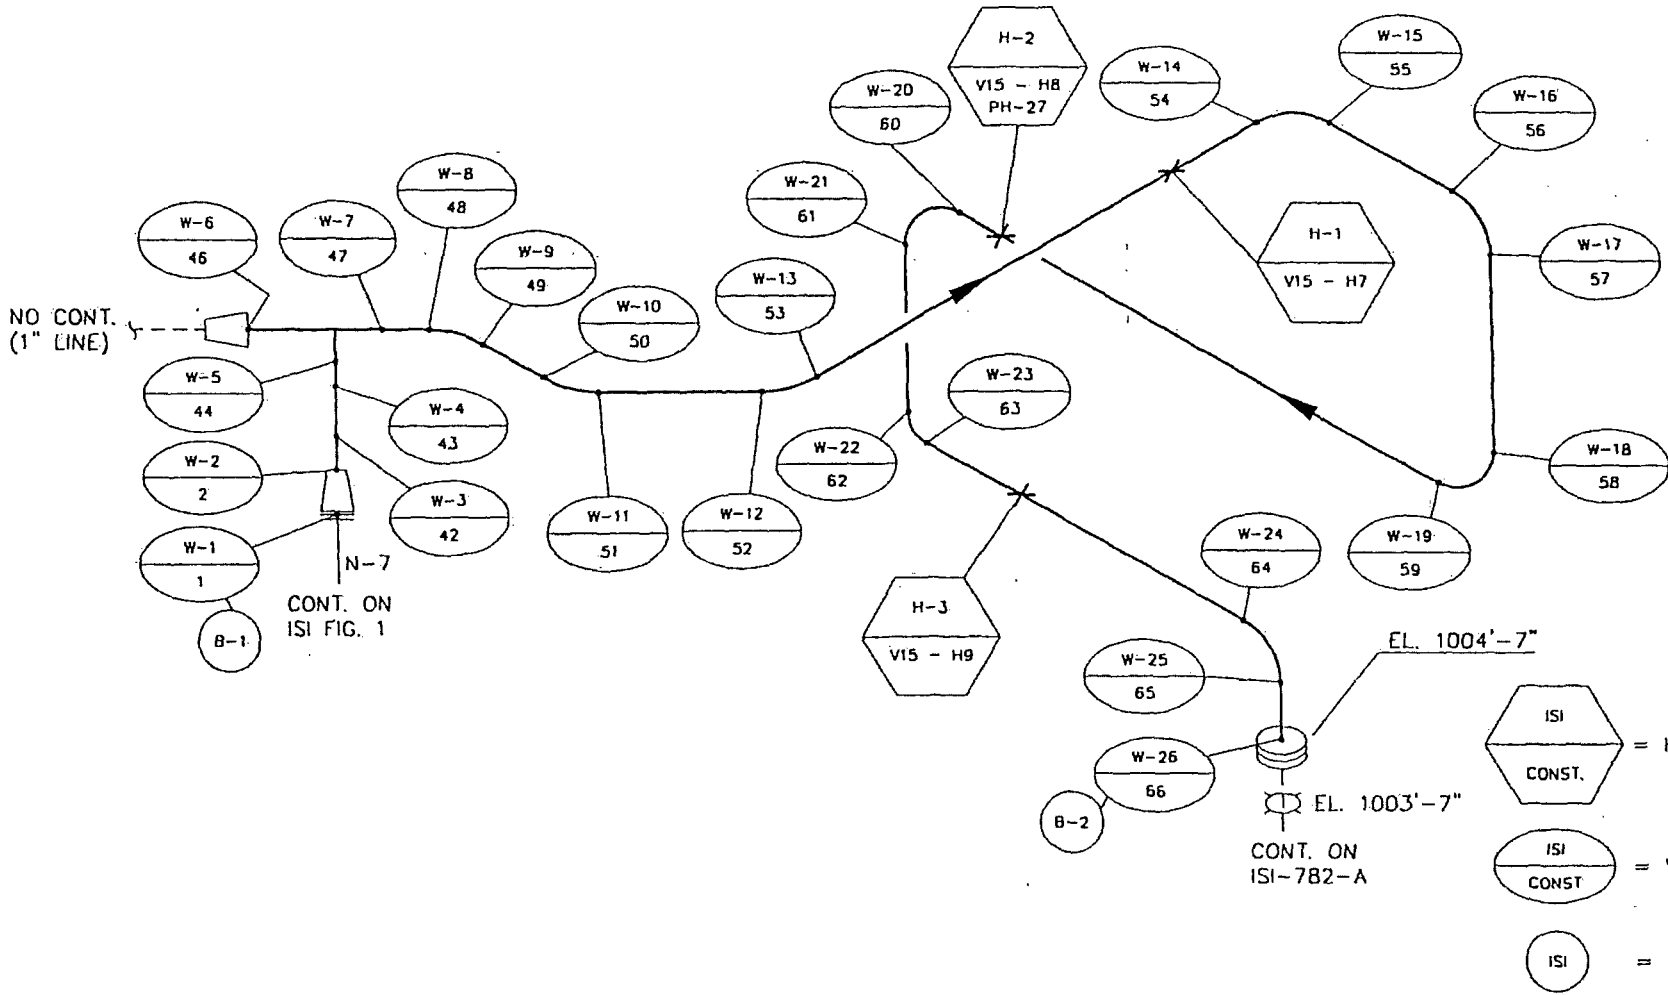 H-2
V15 - H8
PH-27
W-15
55
W-14
54
W-20
60
W-16
56
W-21
61
W-8
48
W-6
46
W-7
47
H-1
V15 - H7
W-17
57
W-9
49
W-13
53
W-10
50
NO CONT.
(1" LINE)
W-5
44
W-23
63
W-4
43
W-22
62
W-18
58
W-2
2
W-3
42
W-11
51
W-12
52
W-24
64
W-19
59
W-1
1
N-7
CONT. ON
ISI FIG. 1
B-1
H-3
V15 - H9
EL. 1004'-7"
W-25
65
ISI
CONST.
=
W-26
66
B-2
EL. 1003'-7"
CONT. ON
ISI-782-A
ISI
CONST
=
ISI
=